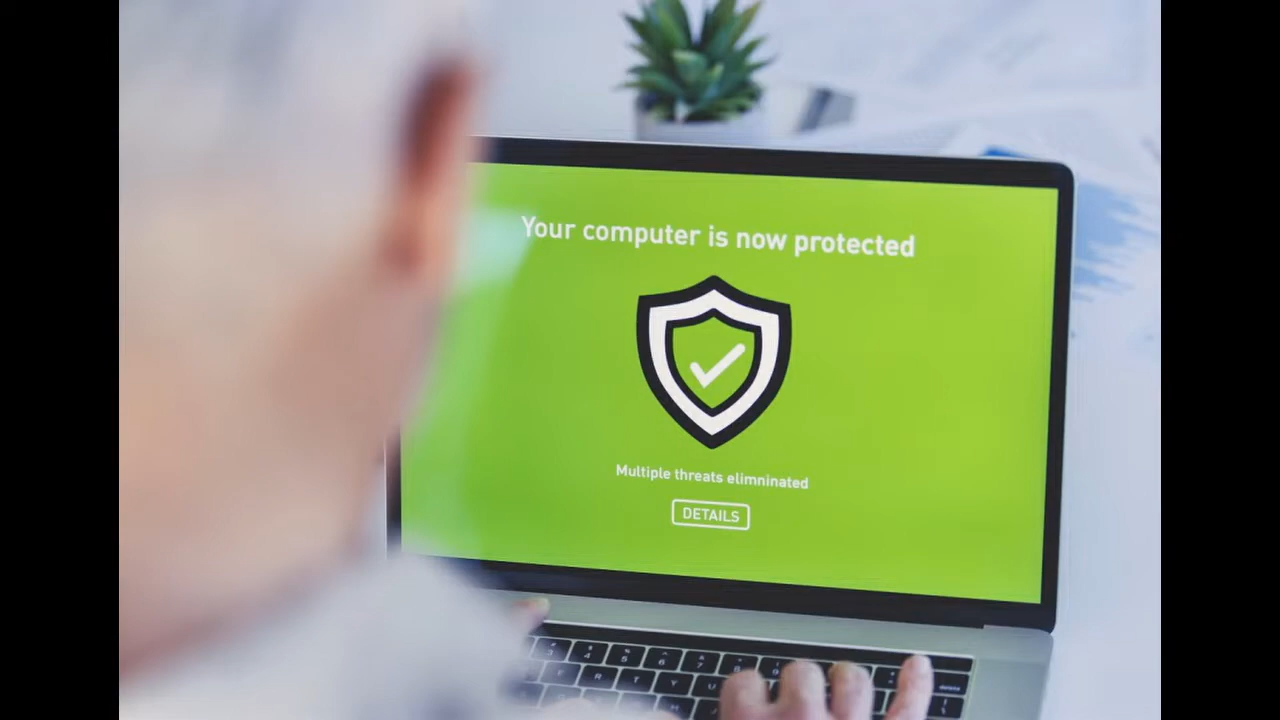 Your computer is now protected
Multiple threats elimninated
DETAILS